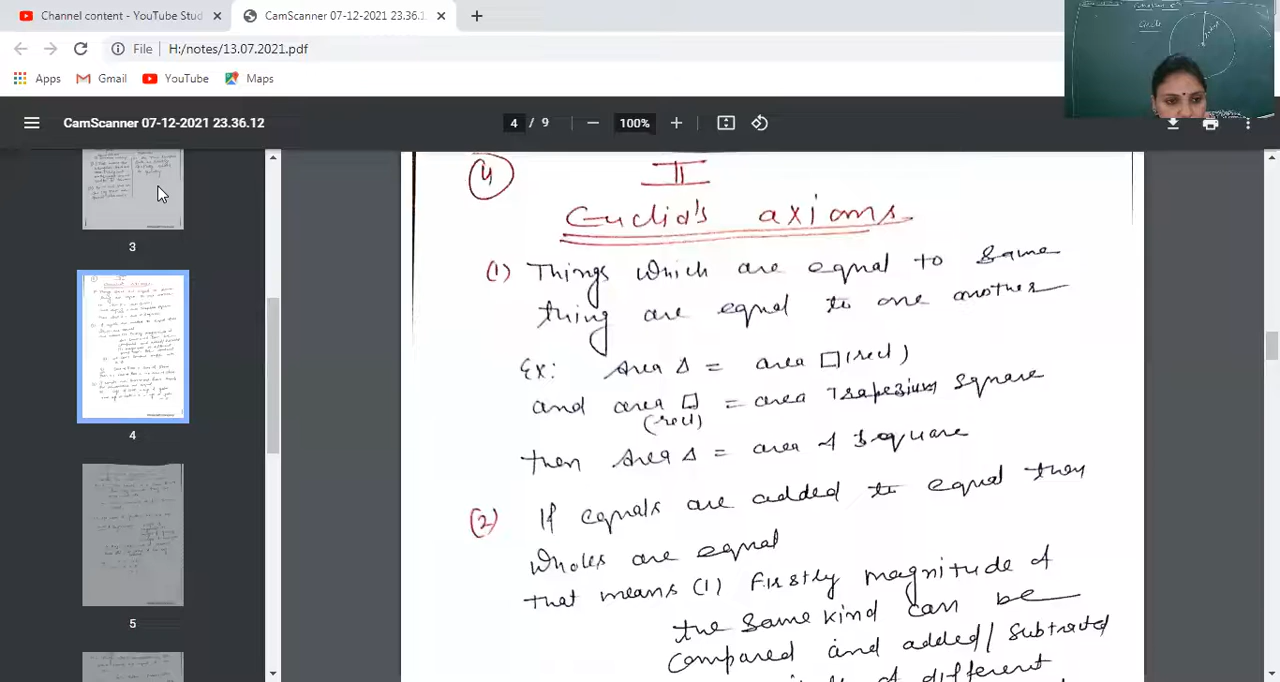 Channel content - YouTube Stud
CamScanner 07-12-2021 23.36.12
File
H:/notes/13.07.2021.pdf
Apps
Gmail
YouTube
Maps
CamScanner 07-12-2021 23.36.12
4 / 9
100%
3
4
5
4
II
Euclid's axioms
(1) Things which are equal to same
thing are equal to one another
Ex: Area Δ = area □ (rect)
and area □ = area Trapezium square
(rect)
then Area Δ = area of square
(2) If equals are added to equal they
wholes are equal
that means (1) Firstly magnitude of
the same kind can be
compared and added/ subtracted
of different